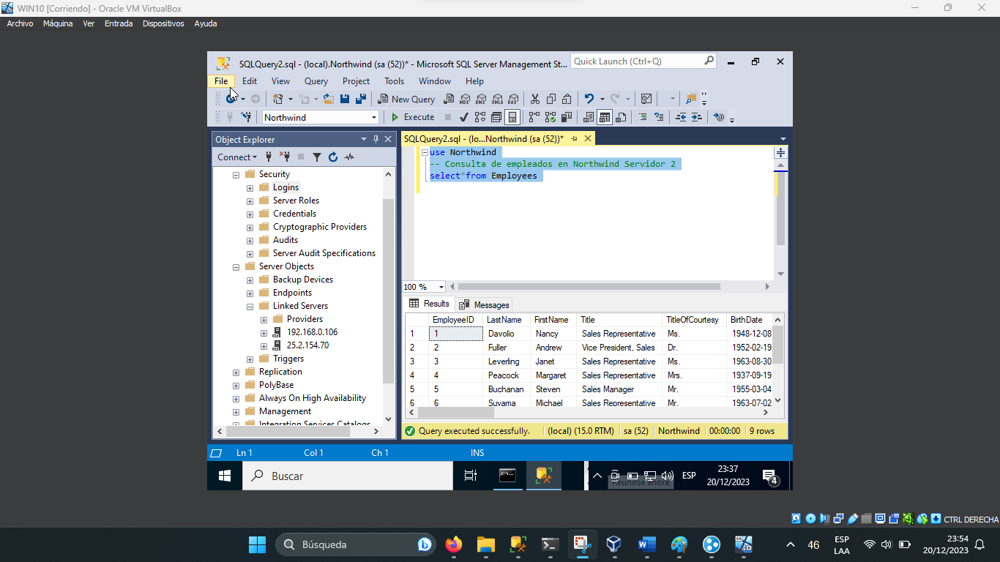 WIN10 [Corriendo] - Oracle VM VirtualBox
Archivo Máquina Ver Entrada Dispositivos Ayuda
SQLQuery2.sql - (local).Northwind (sa (52))* - Microsoft SQL Server Management St...
Quick Launch (Ctrl+Q)
File Edit View Query Project Tools Window Help
New Query
MDX DMX XMLA DAX
Northwind
Execute
Object Explorer
Connect
Security
Logins
Server Roles
Credentials
Cryptographic Providers
Audits
Server Audit Specifications
Server Objects
Backup Devices
Endpoints
Linked Servers
Providers
192.168.0.106
25.2.154.70
Triggers
Replication
PolyBase
Always On High Availability
Management
Integration Services Catalogs
SQLQuery2.sql - (lo...Northwind (sa (52))*
use Northwind
-- Consulta de empleados en Northwind Servidor 2
select*from Employees
100 %
Results Messages
EmployeeID LastName FirstName Title TitleOfCourtesy BirthDate
1 1 Davolio Nancy Sales Representative Ms. 1948-12-08
2 2 Fuller Andrew Vice President, Sales Dr. 1952-02-19
3 3 Leverling Janet Sales Representative Ms. 1963-08-30
4 4 Peacock Margaret Sales Representative Mrs. 1937-09-19
5 5 Buchanan Steven Sales Manager Mr. 1955-03-04
6 6 Suyama Michael Sales Representative Mr. 1963-07-02
Query executed successfully. (local) (15.0 RTM) sa (52) Northwind 00:00:00 9 rows
Ln 1 Col 1 Ch 1 INS
Buscar
Reunirse ahora
ESP
23:37
20/12/2023
4
CTRL DERECHA
Búsqueda
10
46
ESP
LAA
23:54
20/12/2023